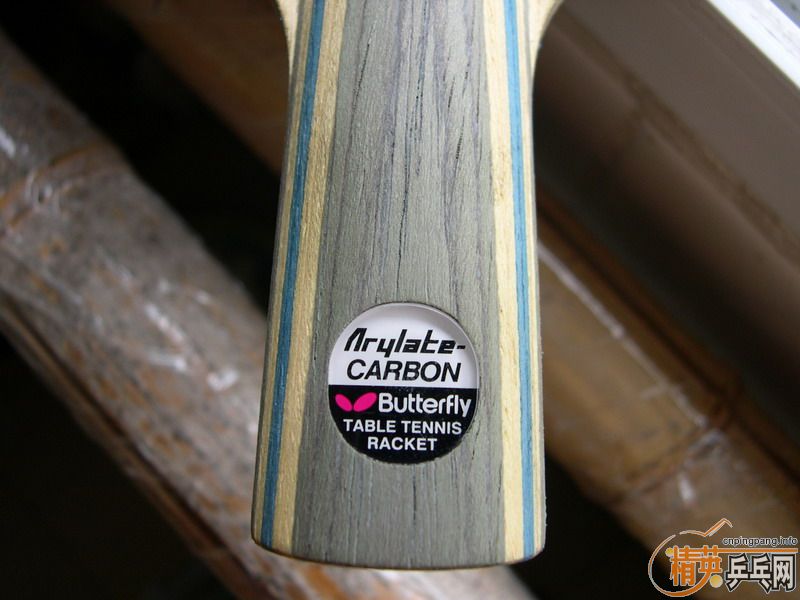 Arylate-
CARBON
Butterfly
TABLE TENNIS
RACKET
cnpingpang.info
精英乒乓网